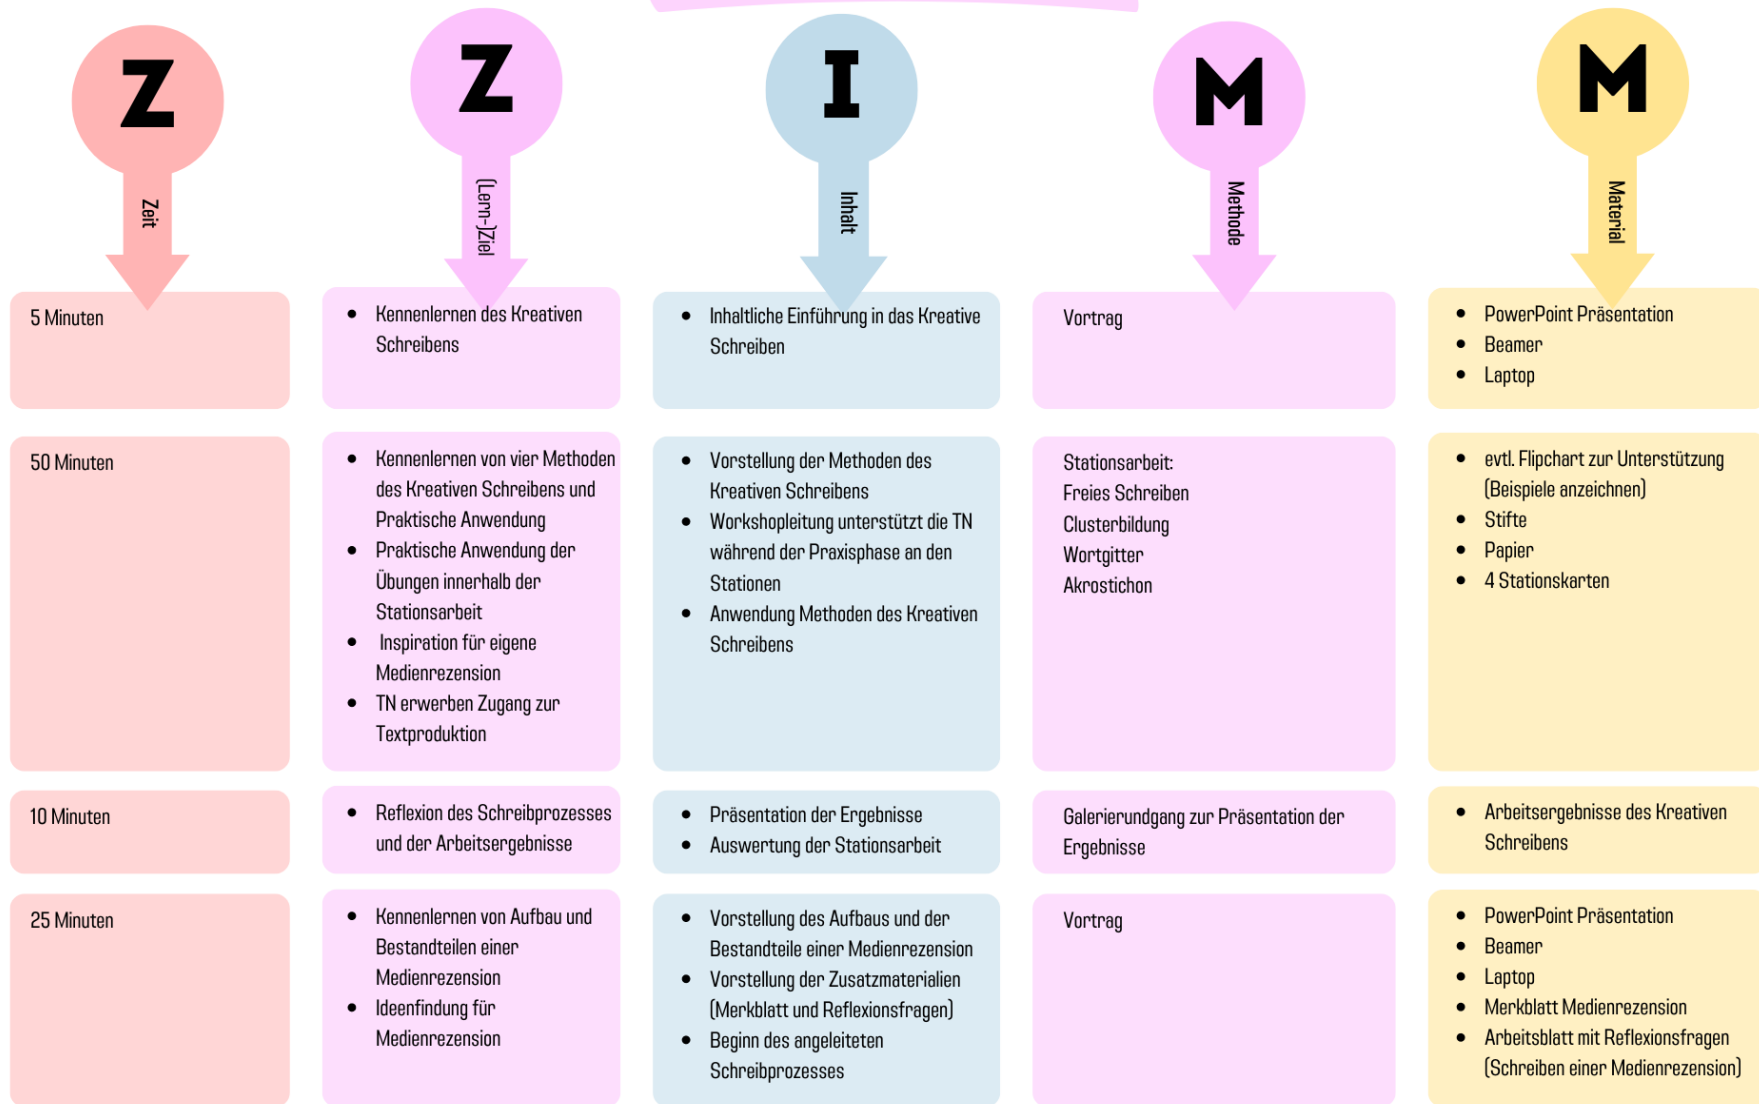 Z
Z
I
M
M
Zeit
(Lern-)Ziel
Inhalt
Methode
Material
5 Minuten
• Kennenlernen des Kreativen
Schreibens
• Inhaltliche Einführung in das Kreative
Schreiben
Vortrag
• PowerPoint Präsentation
• Beamer
• Laptop
50 Minuten
• Kennenlernen von vier Methoden
des Kreativen Schreibens und
Praktische Anwendung
• Praktische Anwendung der
Übungen innerhalb der
Stationsarbeit
• Inspiration für eigene
Medienrezension
• TN erwerben Zugang zur
Textproduktion
• Vorstellung der Methoden des
Kreativen Schreibens
• Workshopleitung unterstützt die TN
während der Praxisphase an den
Stationen
• Anwendung Methoden des Kreativen
Schreibens
Stationsarbeit:
Freies Schreiben
Clusterbildung
Wortgitter
Akrostichon
• evtl. Flipchart zur Unterstützung
(Beispiele anzeichnen)
• Stifte
• Papier
• 4 Stationskarten
10 Minuten
• Reflexion des Schreibprozesses
und der Arbeitsergebnisse
• Präsentation der Ergebnisse
• Auswertung der Stationsarbeit
Galerierundgang zur Präsentation der
Ergebnisse
• Arbeitsergebnisse des Kreativen
Schreibens
25 Minuten
• Kennenlernen von Aufbau und
Bestandteilen einer
Medienrezension
• Ideenfindung für
Medienrezension
• Vorstellung des Aufbaus und der
Bestandteile einer Medienrezension
• Vorstellung der Zusatzmaterialien
(Merkblatt und Reflexionsfragen)
• Beginn des angeleiteten
Schreibprozesses
Vortrag
• PowerPoint Präsentation
• Beamer
• Laptop
• Merkblatt Medienrezension
• Arbeitsblatt mit Reflexionsfragen
(Schreiben einer Medienrezension)